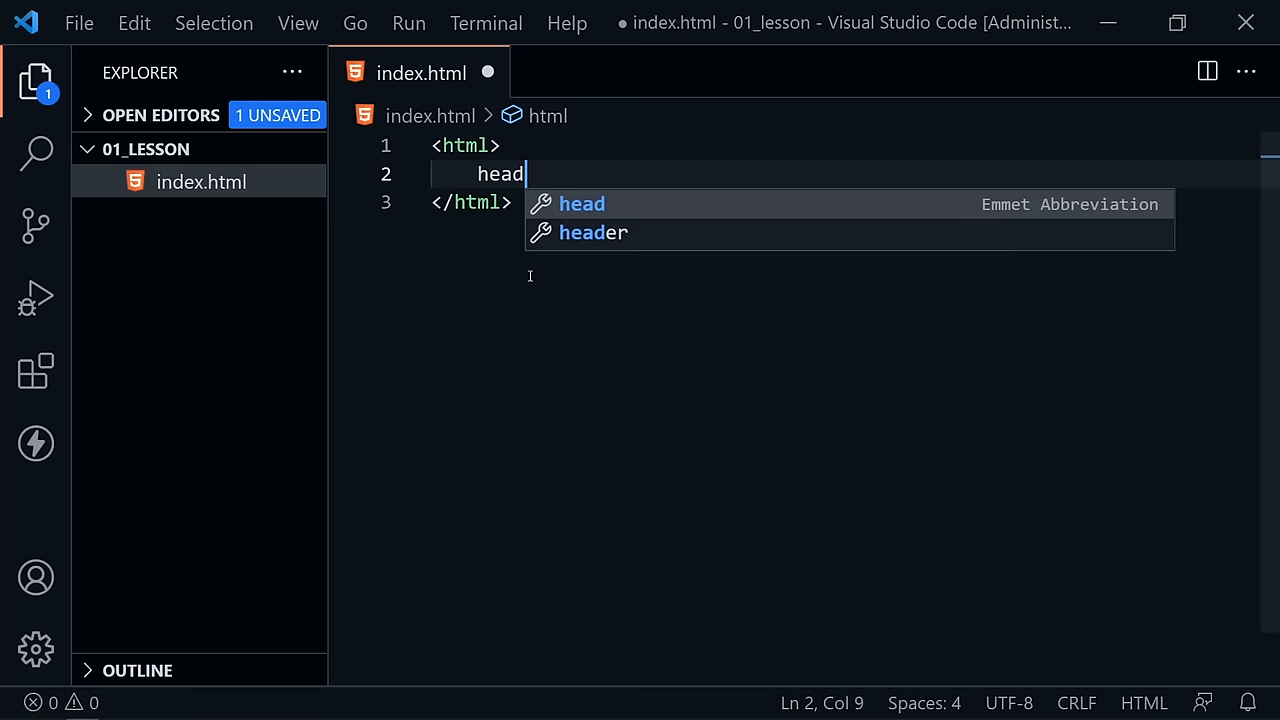 File Edit Selection View Go Run Terminal Help ● index.html - 01_lesson - Visual Studio Code [Administ...
EXPLORER ···
index.html
1
OPEN EDITORS 1 UNSAVED
index.html > html
01_LESSON
index.html
1 <html>
2 head
3 </html>
head Emmet Abbreviation
header
OUTLINE
0 0 Ln 2, Col 9 Spaces: 4 UTF-8 CRLF HTML